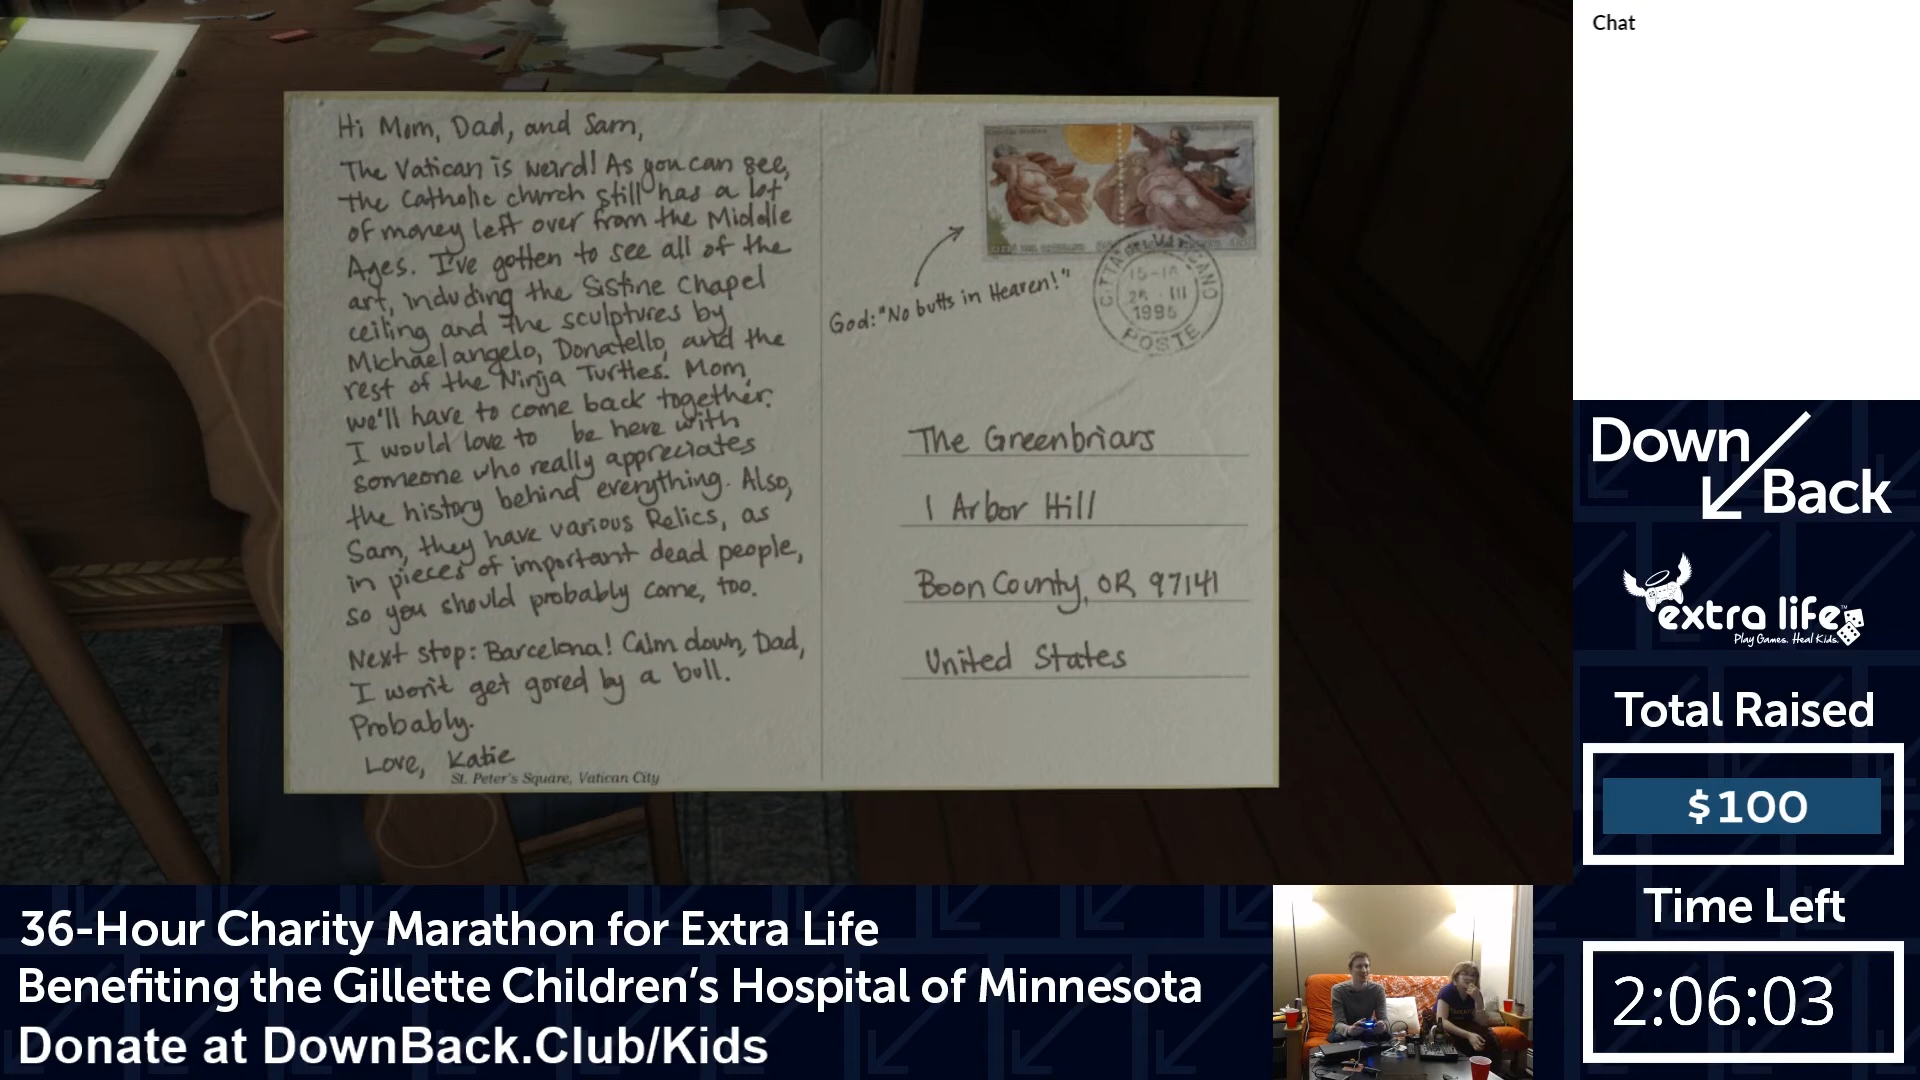 Hi Mom, Dad, and Sam,
The Vatican is weird! As you can see,
the Catholic church still has a lot
of money left over from the Middle
Ages. I've gotten to see all of the
art, including the Sistine Chapel
ceiling and the sculptures by
Michaelangelo, Donatello, and the
rest of the Ninja Turtles. Mom,
we'll have to come back together.
I would love to be here with
someone who really appreciates
the history behind everything. Also,
Sam, they have various Relics, as
in pieces of important dead people,
so you should probably come, too.
Next stop: Barcelona! Calm down, Dad,
I won't get gored by a bull.
Probably.
Love, Katie
St. Peter's Square, Vatican City
God: "No butts in Heaven!"
15-16
1995
POSTE
The Greenbriars
1 Arbor Hill
Boon County, OR 97141
United States
Chat
Down
Back
extra life
Play Games. Heal Kids.
Total Raised
$100
Time Left
2:06:03
36-Hour Charity Marathon for Extra Life
Benefiting the Gillette Children's Hospital of Minnesota
Donate at DownBack.Club/Kids